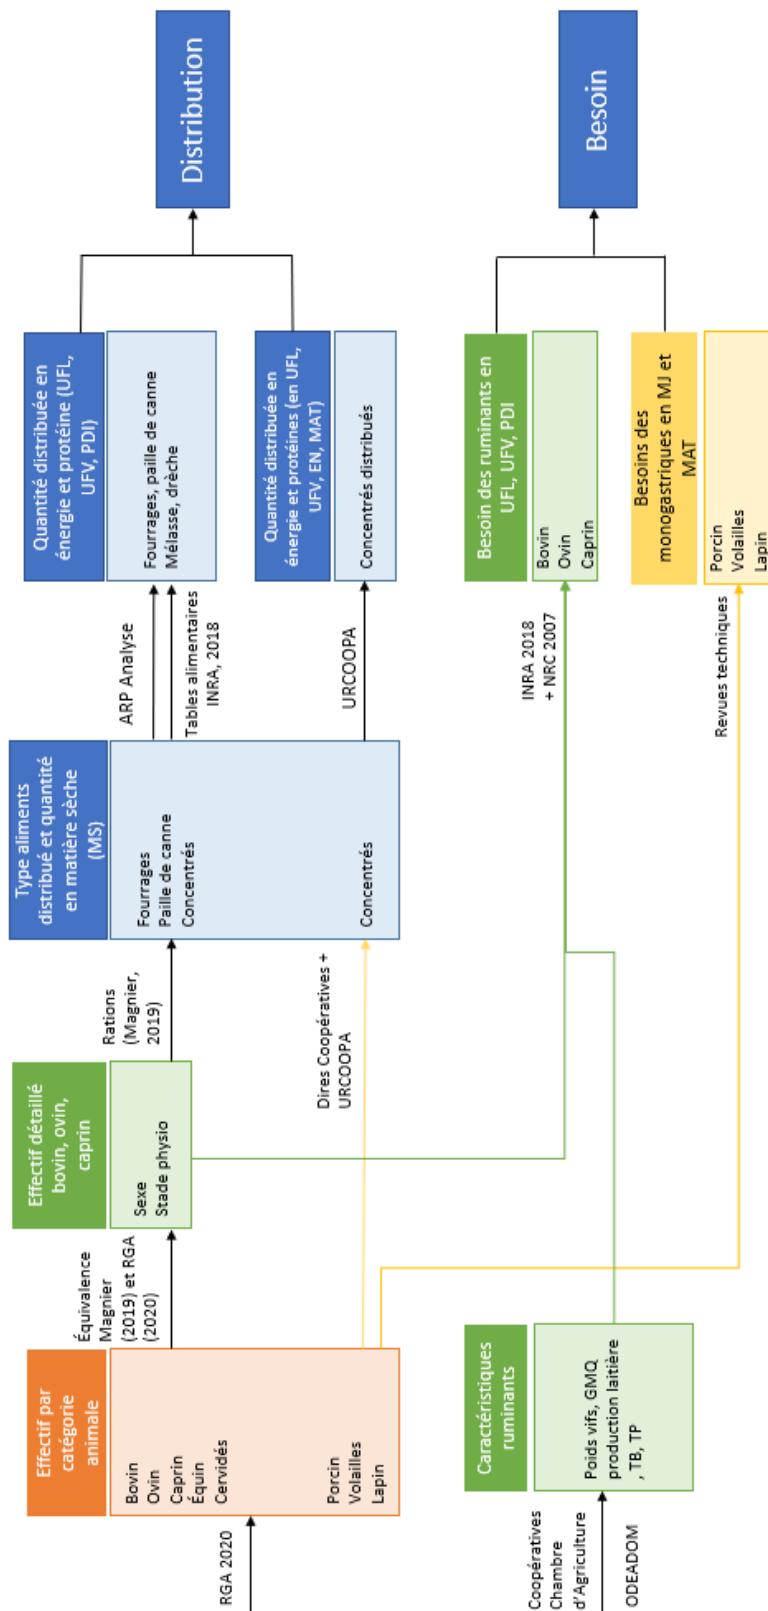 RGA 2020
Effectif par
catégorie
animale
Bovin
Ovin
Caprin
Équin
Cervidés
Porcin
Volailles
Lapin
Équivalence
Magnier
(2019) et RGA
(2020)
Effectif détaillé
bovin, ovin,
caprin
Sexe
Stade physio
Rations
(Magnier,
2019)
Dires Coopératives +
URCOOPA
Type aliments
distribué et quantité
en matière sèche
(MS)
Fourrages
Paille de canne
Concentrés
Concentrés
ARP Analyse
Tables alimentaires
INRA, 2018
URCOOPA
Quantité distribuée en
énergie et protéine (UFL,
UFV, PDI)
Fourrages, paille de canne
Mélasse, drèche
Quantité distribuée en
énergie et protéines (en UFL,
UFV, EN, MAT)
Concentrés distribués
Distribution
Coopératives
Chambre
d'Agriculture
ODEADOM
Caractéristiques
ruminants
Poids vifs, GMQ,
production laitière
, TB, TP
INRA 2018
+ NRC 2007
Revues techniques
Besoin des ruminants en
UFL, UFV, PDI
Bovin
Ovin
Caprin
Besoins des
monogastriques en MJ et
MAT
Porcin
Volailles
Lapin
Besoin